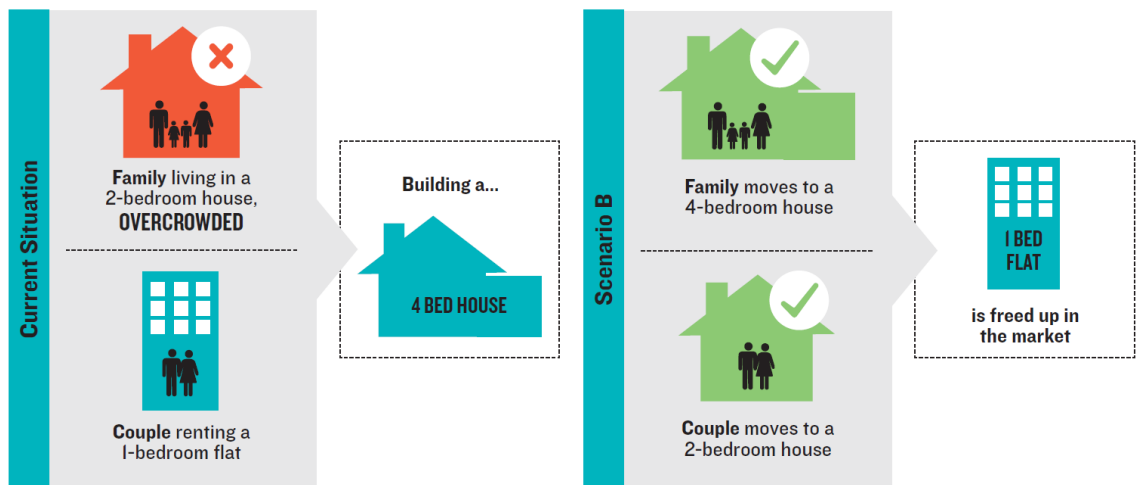 Current Situation
Family living in a
2-bedroom house,
OVERCROWDED
Couple renting a
1-bedroom flat
Building a...
4 BED HOUSE
Scenario B
Family moves to a
4-bedroom house
Couple moves to a
2-bedroom house
1 BED
FLAT
is freed up in
the market